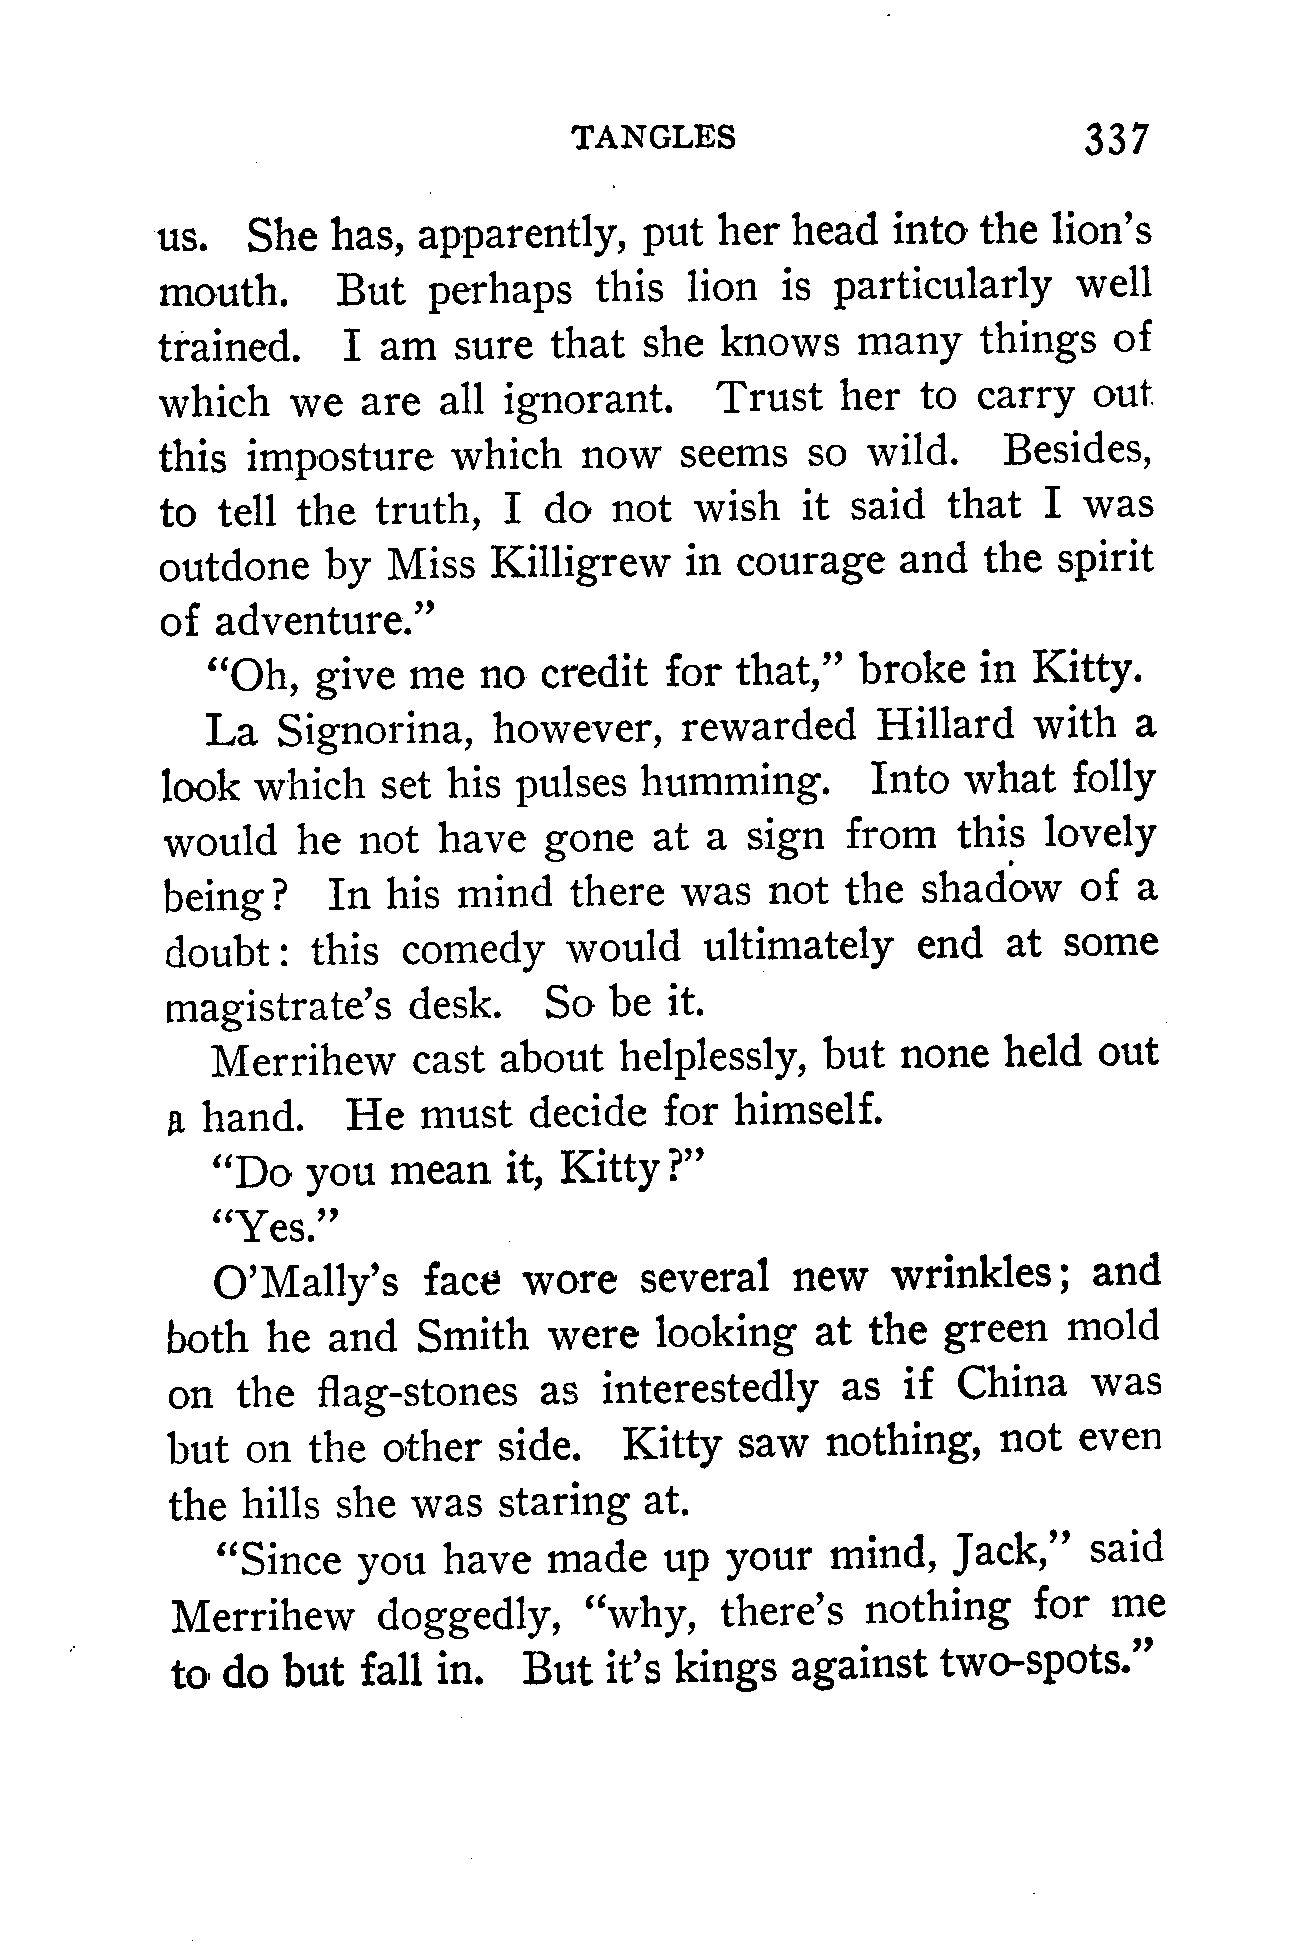 TANGLES 337
us. She has, apparently, put her head into the lion's
mouth. But perhaps this lion is particularly well
trained. I am sure that she knows many things of
which we are all ignorant. Trust her to carry out
this imposture which now seems so wild. Besides,
to tell the truth, I do not wish it said that I was
outdone by Miss Killigrew in courage and the spirit
of adventure."
"Oh, give me no credit for that," broke in Kitty.
La Signorina, however, rewarded Hillard with a
look which set his pulses humming. Into what folly
would he not have gone at a sign from this lovely
being? In his mind there was not the shadow of a
doubt: this comedy would ultimately end at some
magistrate's desk. So be it.
Merrihew cast about helplessly, but none held out
a hand. He must decide for himself.
"Do you mean it, Kitty?"
"Yes."
O'Mally's face wore several new wrinkles; and
both he and Smith were looking at the green mold
on the flag-stones as interestedly as if China was
but on the other side. Kitty saw nothing, not even
the hills she was staring at.
"Since you have made up your mind, Jack," said
Merrihew doggedly, "why, there's nothing for me
to do but fall in. But it's kings against two-spots."